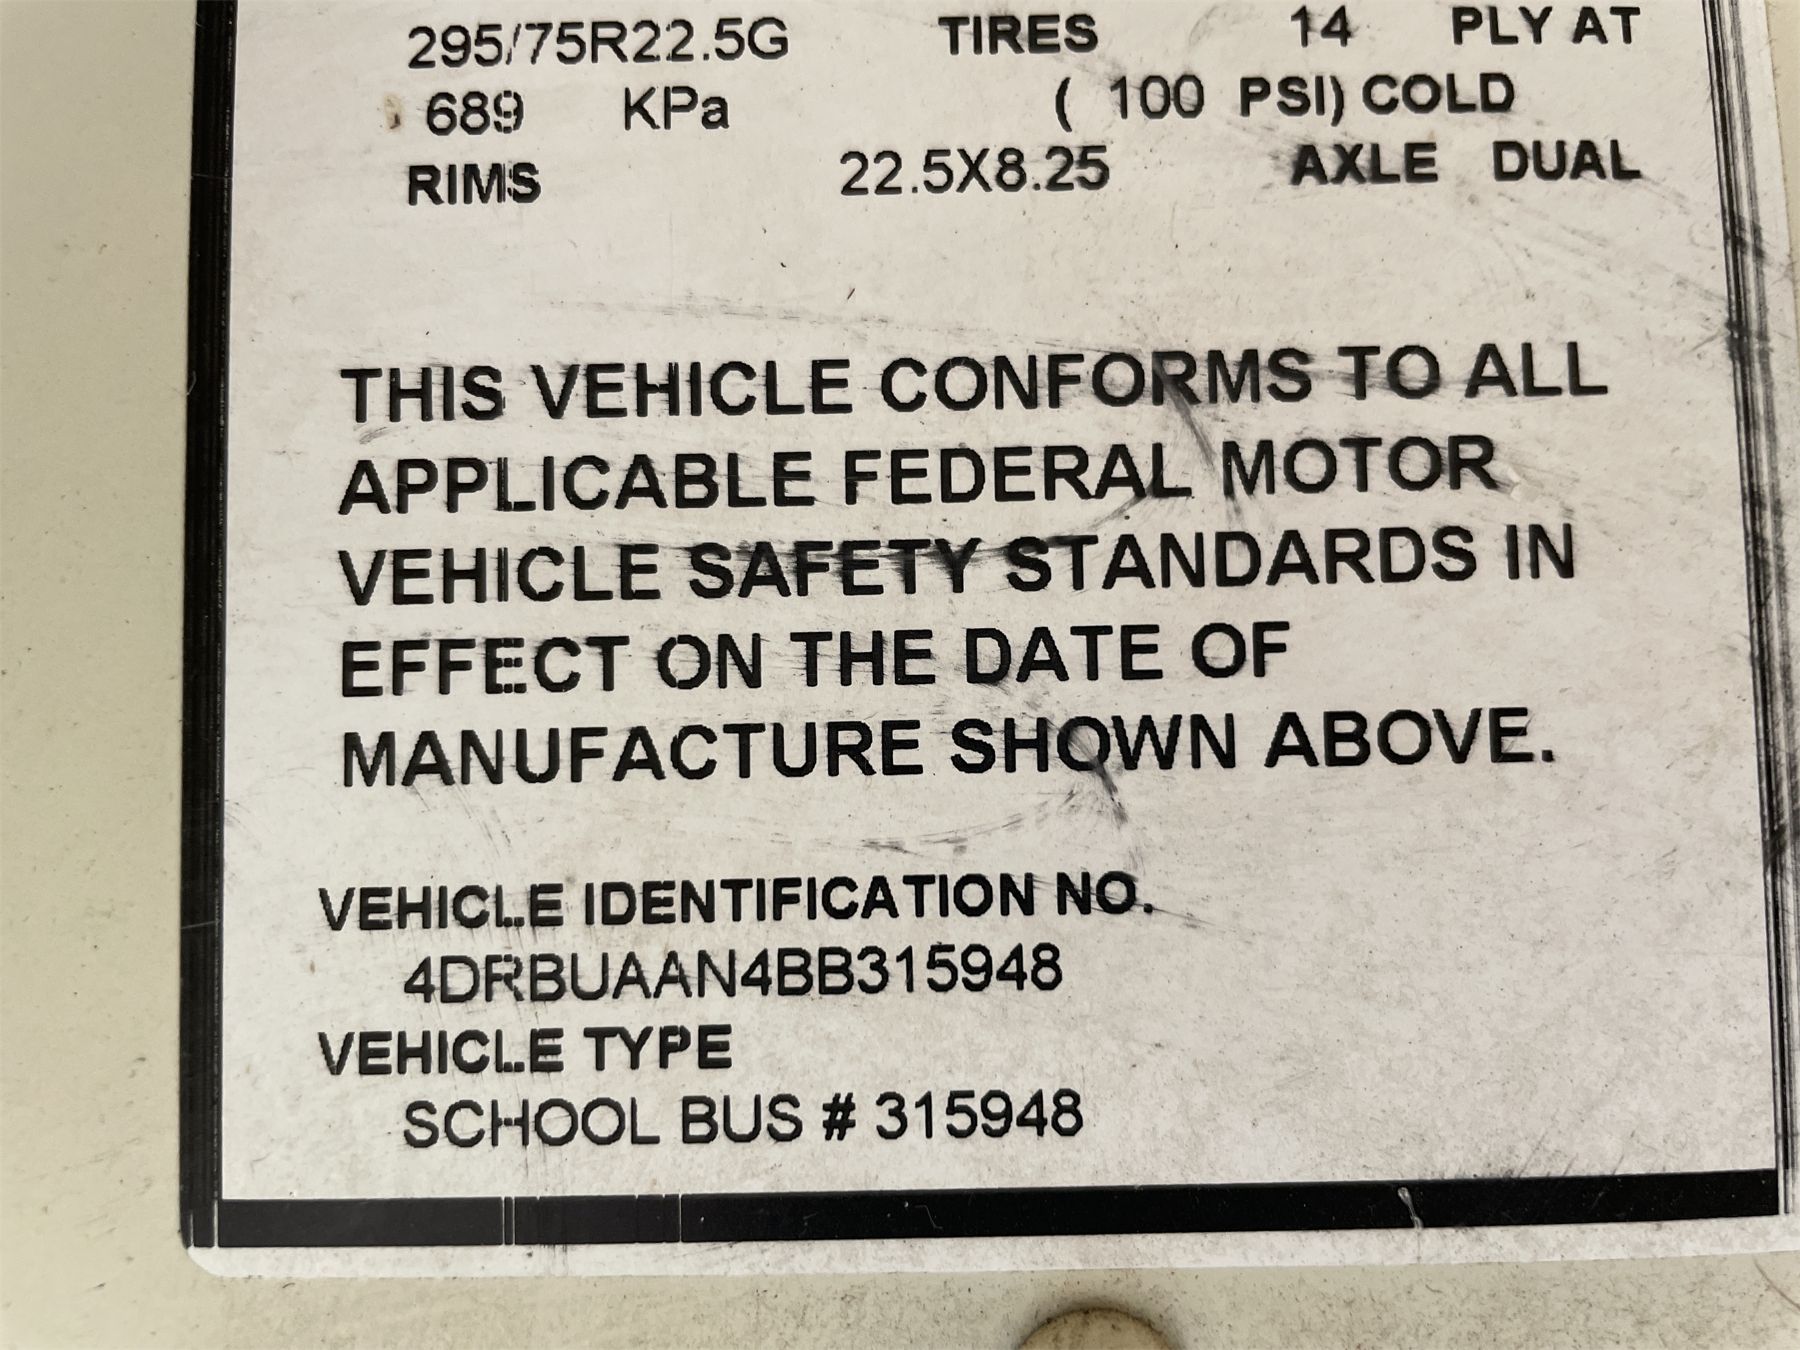 295/75R22.5G TIRES 14 PLY AT
689 KPa ( 100 PSI) COLD
RIMS 22.5X8.25 AXLE DUAL
THIS VEHICLE CONFORMS TO ALL
APPLICABLE FEDERAL MOTOR
VEHICLE SAFETY STANDARDS IN
EFFECT ON THE DATE OF
MANUFACTURE SHOWN ABOVE.
VEHICLE IDENTIFICATION NO.
4DRBUAAN4BB315948
VEHICLE TYPE
SCHOOL BUS # 315948